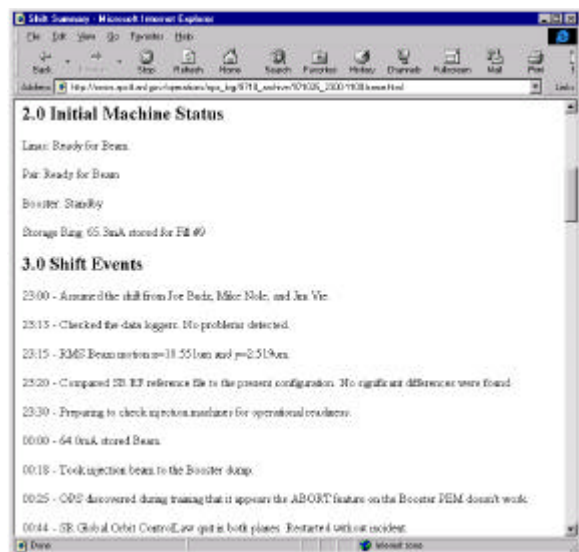 Shift Summary - Microsoft Internet Explorer
File Edit View Go Favorites Help
Back Stop Refresh Home Search Favorites History Channels Fullscreen Mail Print
Address Links
2.0 Initial Machine Status
Linac: Ready for Beam.
Par: Ready for Beam
Booster: Standby
Storage Ring: 65.3mA stored for Fill #9
3.0 Shift Events
23:00 - Assumed the shift from Joe Budz, Mike Nole, and Jim Vie
23:13 - Checked the data loggers. No problems detected.
23:15 - RMS Beam motion x=10.551um and y=2.519um.
23:20 - Compared SR RF reference file to the present configuration. No significant differences were found
23:30 - Preparing to check injection machines for operational readiness.
00:00 - 64.0mA stored Beam.
00:18 - Took injection beam to the Booster dump.
00:25 - OPS discovered during training that it appears the ABORT feature on the Booster PEM doesn't work.
00:44 - SR Global Orbit ControlLaw quit in both planes. Restarted without incident.
Done Internet zone